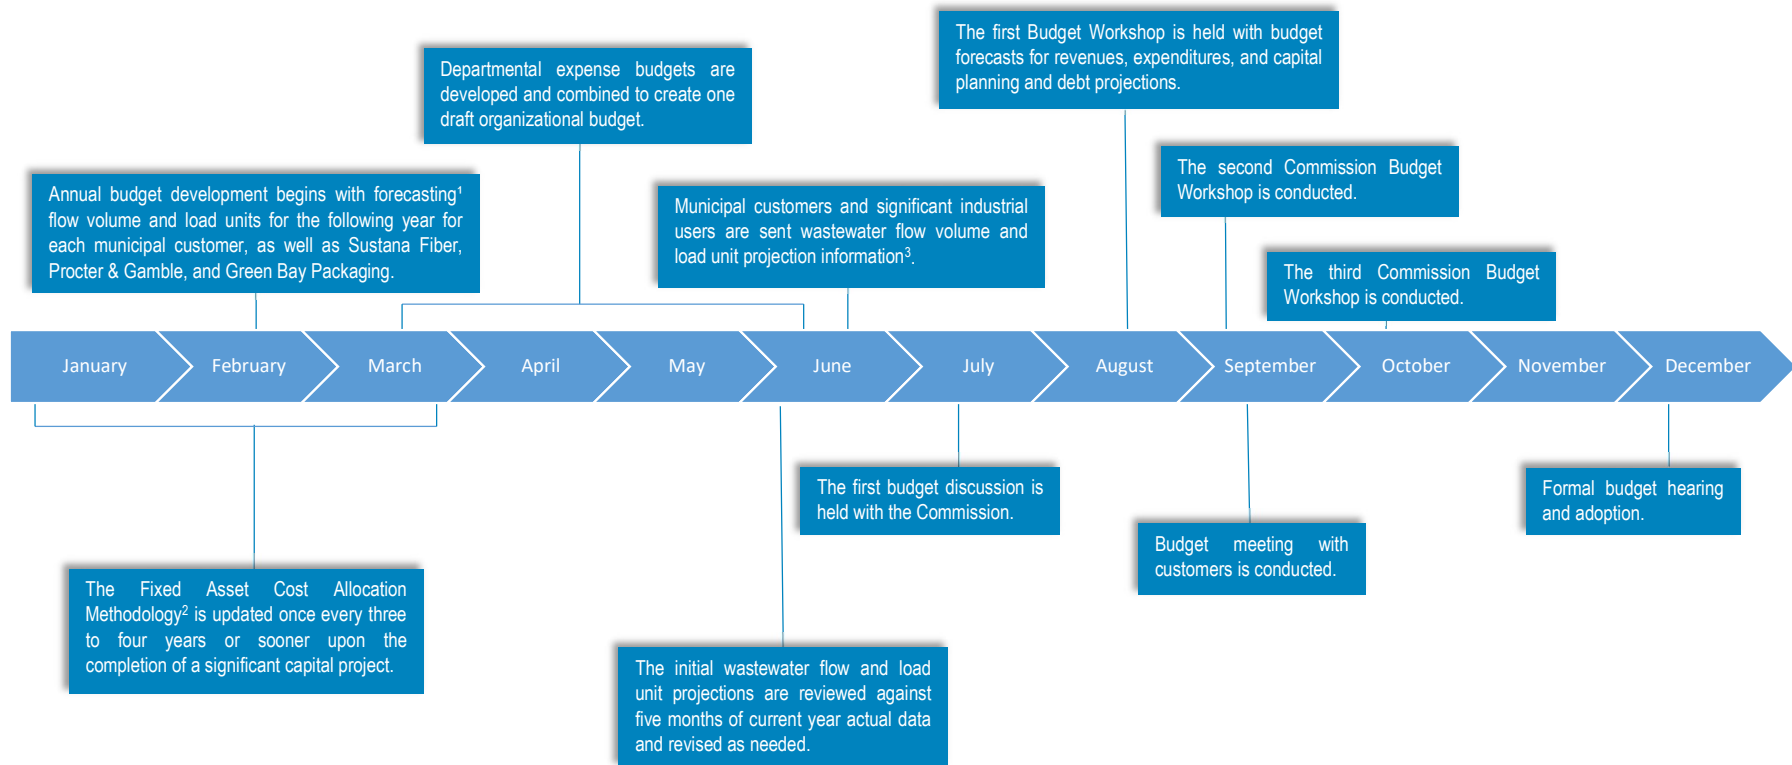 The first Budget Workshop is held with budget
forecasts for revenues, expenditures, and capital
planning and debt projections.
Departmental expense budgets are
developed and combined to create one
draft organizational budget.
The second Commission Budget
Workshop is conducted.
Annual budget development begins with forecasting¹
flow volume and load units for the following year for
each municipal customer, as well as Sustana Fiber,
Procter & Gamble, and Green Bay Packaging.
Municipal customers and significant industrial
users are sent wastewater flow volume and
load unit projection information³.
The third Commission Budget
Workshop is conducted.
January
February
March
April
May
June
July
August
September
October
November
December
The first budget discussion is
held with the Commission.
Formal budget hearing
and adoption.
Budget meeting with
customers is conducted.
The Fixed Asset Cost Allocation
Methodology² is updated once every three
to four years or sooner upon the
completion of a significant capital project.
The initial wastewater flow and load
unit projections are reviewed against
five months of current year actual data
and revised as needed.